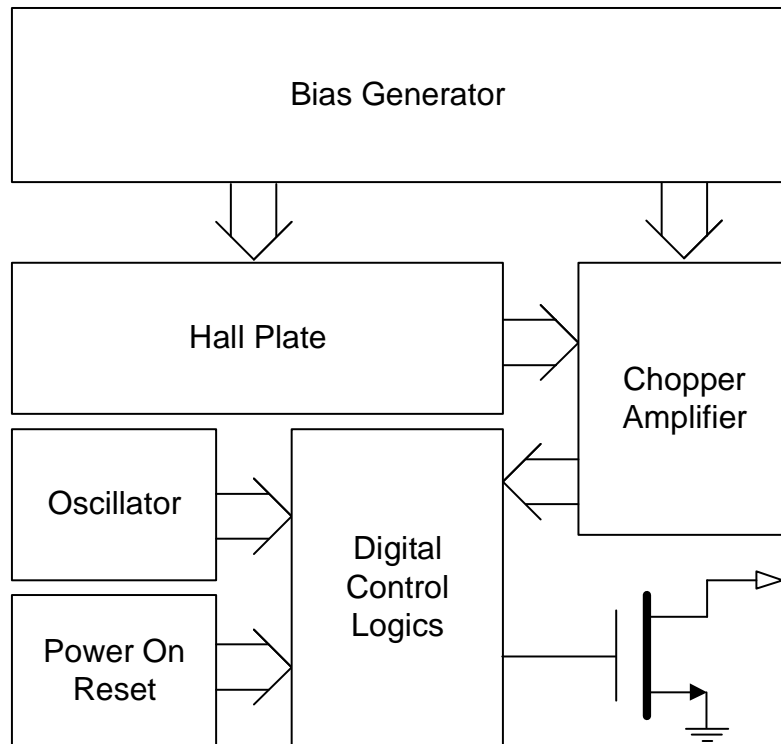 Bias Generator
Hall Plate
Chopper
Amplifier
Oscillator
Digital
Control
Logics
Power On
Reset